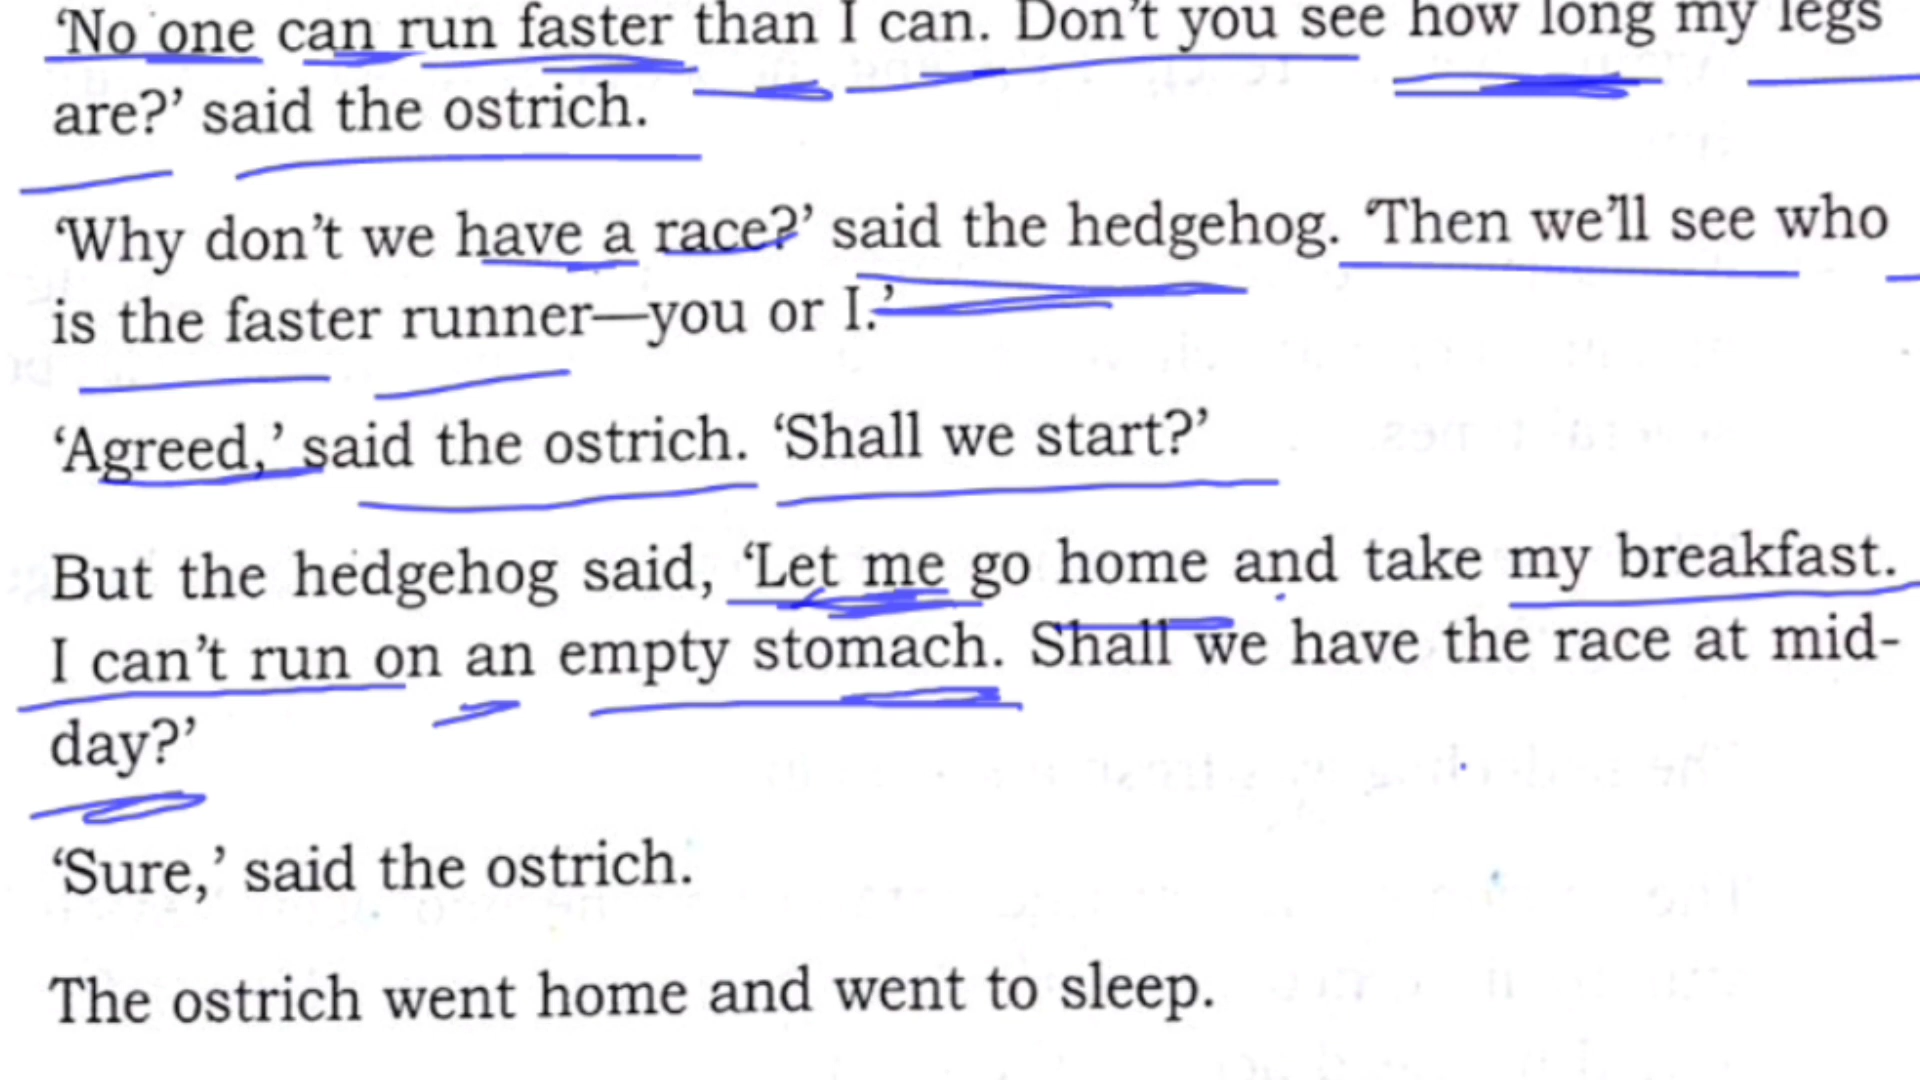 ‘No one can run faster than I can. Don’t you see how long my legs
are?’ said the ostrich.
‘Why don’t we have a race?’ said the hedgehog. ‘Then we’ll see who
is the faster runner—you or I.’
‘Agreed,’ said the ostrich. ‘Shall we start?’
But the hedgehog said, ‘Let me go home and take my breakfast.
I can’t run on an empty stomach. Shall we have the race at mid-
day?’
‘Sure,’ said the ostrich.
The ostrich went home and went to sleep.